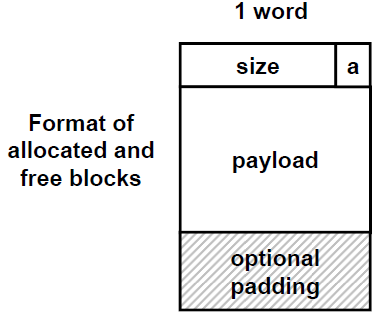 1 word
size
a
Format of
allocated and
free blocks
payload
optional
padding